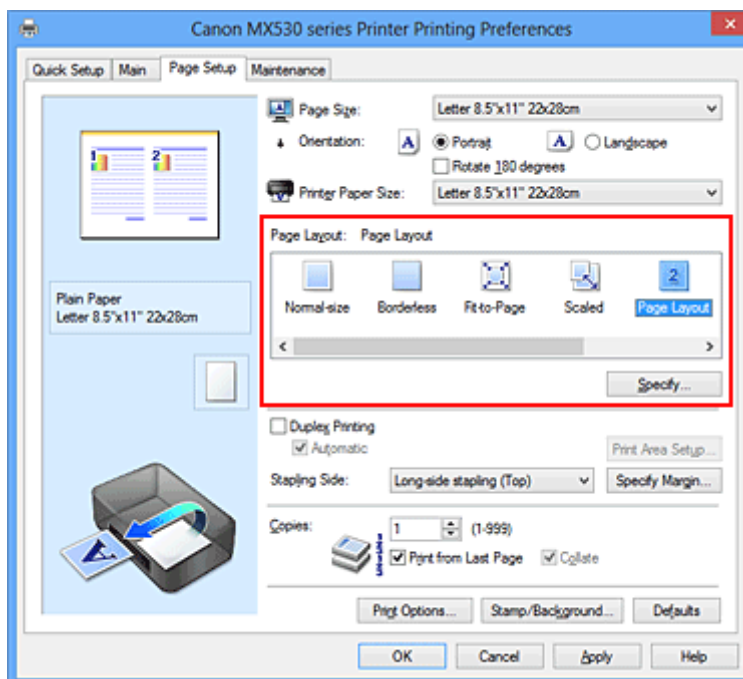 Canon MX530 series Printer Printing Preferences
Quick Setup Main Page Setup Maintenance
1 2
Plain Paper
Letter 8.5"x11" 22x28cm
Page Size: Letter 8.5"x11" 22x28cm
Orientation: A Portrait A Landscape
Rotate 180 degrees
Printer Paper Size: Letter 8.5"x11" 22x28cm
Page Layout: Page Layout
2
Normal-size Borderless Fit-to-Page Scaled Page Layout
Specify...
Duplex Printing
Automatic Print Area Setup...
Stapling Side: Long-side stapling (Top) Specify Margin...
Copies: 1 (1-999)
Print from Last Page Collate
A
Print Options... Stamp/Background... Defaults
OK Cancel Apply Help